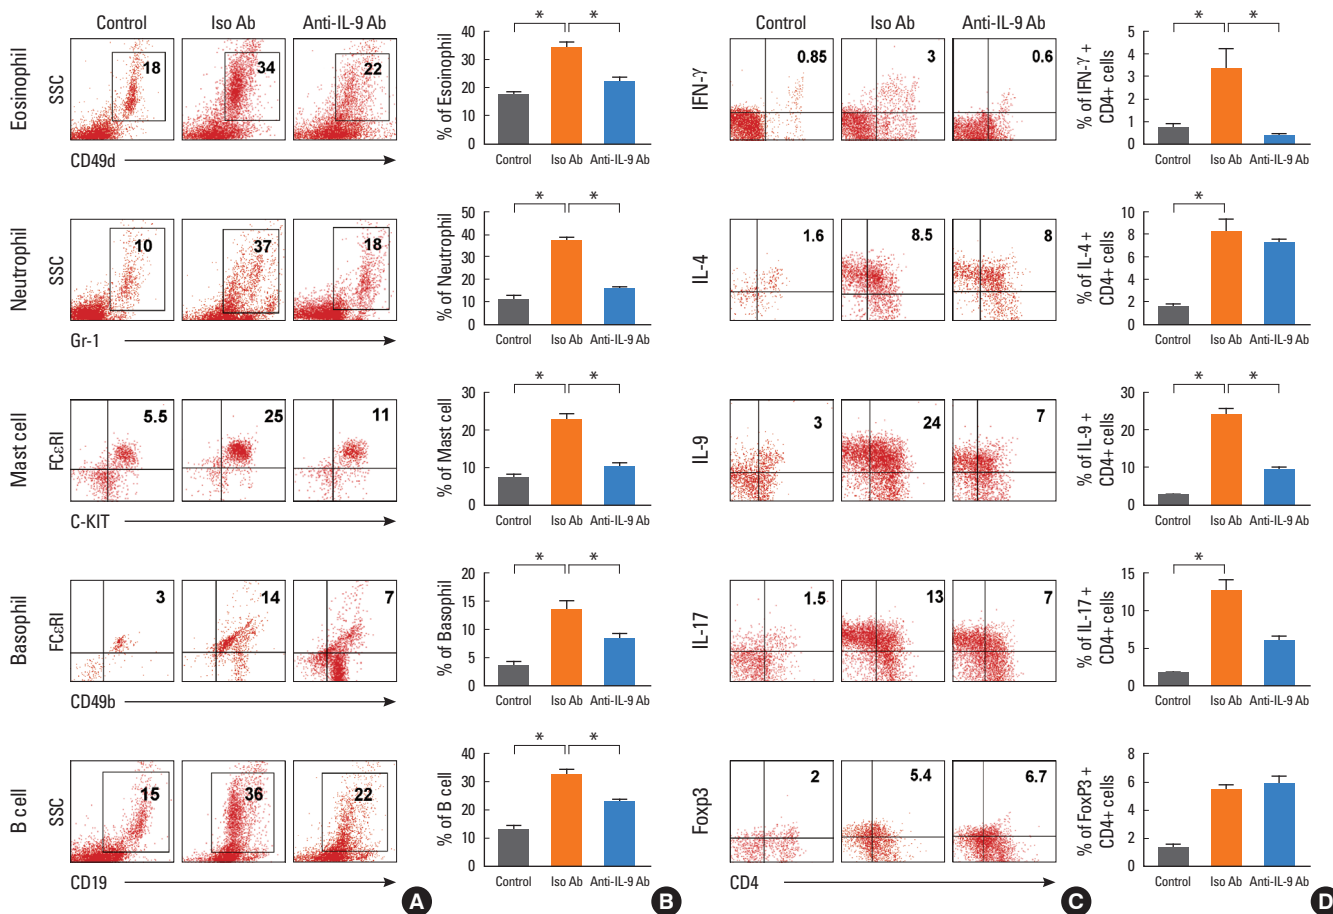 Control Iso Ab Anti-IL-9 Ab
Eosinophil
SSC
18 34 22
CD49d
Neutrophil
SSC
10 37 18
Gr-1
Mast cell
FCεRI
5.5 25 11
C-KIT
Basophil
FCεRI
3 14 7
CD49b
B cell
SSC
15 36 22
CD19
A
* *
% of Esoinophil
40
30
20
10
0
Control Iso Ab Anti-IL-9 Ab
* *
% of Neutrophil
50
40
30
20
10
0
Control Iso Ab Anti-IL-9 Ab
* *
% of Mast cell
30
20
10
0
Control Iso Ab Anti-IL-9 Ab
* *
% of Basophil
20
15
10
5
0
Control Iso Ab Anti-IL-9 Ab
* *
% of B cell
40
30
20
10
0
Control Iso Ab Anti-IL-9 Ab
B
Control Iso Ab Anti-IL-9 Ab
IFN-γ
0.85 3 0.6
IL-4
1.6 8.5 8
IL-9
3 24 7
IL-17
1.5 13 7
Foxp3
2 5.4 6.7
CD4
C
* *
% of IFN-γ +
CD4+ cells
5
4
3
2
1
0
Control Iso Ab Anti-IL-9 Ab
*
% of IL-4 +
CD4+ cells
10
8
6
4
2
0
Control Iso Ab Anti-IL-9 Ab
* *
% of IL-9 +
CD4+ cells
30
20
10
0
Control Iso Ab Anti-IL-9 Ab
*
% of IL-17 +
CD4+ cells
15
10
5
0
Control Iso Ab Anti-IL-9 Ab
% of FoxP3 +
CD4+ cells
8
6
4
2
0
Control Iso Ab Anti-IL-9 Ab
D